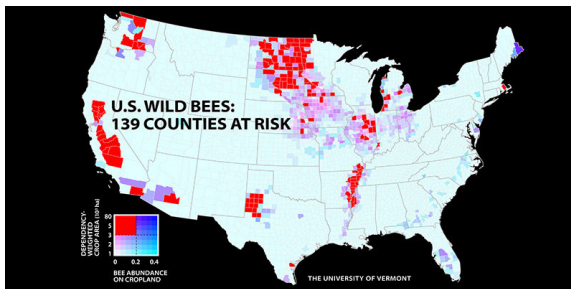 U.S. WILD BEES:
139 COUNTIES AT RISK
DEPENDENCY-
WEIGHTED
CROP AREA (10³ ha)
80
5
3
2
1
0 0.2 0.4
BEE ABUNDANCE
ON CROPLAND
THE UNIVERSITY OF VERMONT